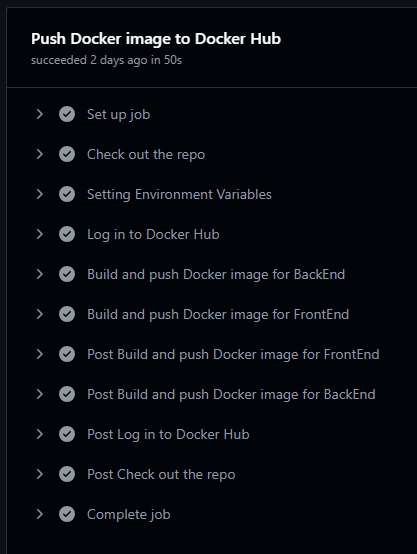 Push Docker image to Docker Hub
succeeded 2 days ago in 50s
Set up job
Check out the repo
Setting Environment Variables
Log in to Docker Hub
Build and push Docker image for BackEnd
Build and push Docker image for FrontEnd
Post Build and push Docker image for FrontEnd
Post Build and push Docker image for BackEnd
Post Log in to Docker Hub
Post Check out the repo
Complete job